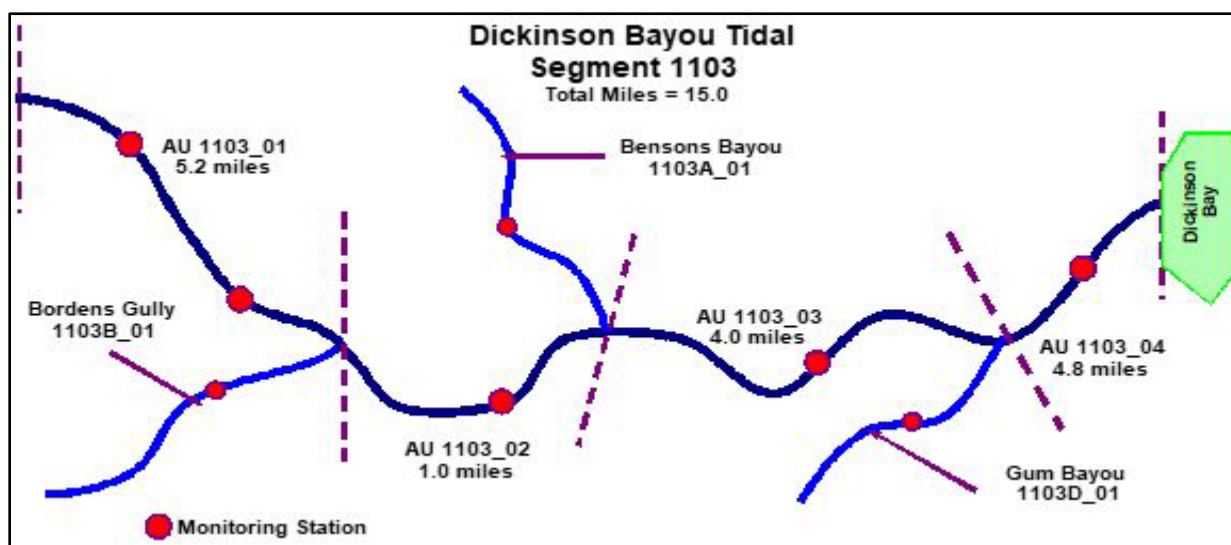 Dickinson Bayou Tidal
Segment 1103
Total Miles = 15.0
AU 1103_01
5.2 miles
Bensons Bayou
1103A_01
Dickinson
Bay
Bordens Gully
1103B_01
AU 1103_03
4.0 miles
AU 1103_04
4.8 miles
AU 1103_02
1.0 miles
Gum Bayou
1103D_01
Monitoring Station